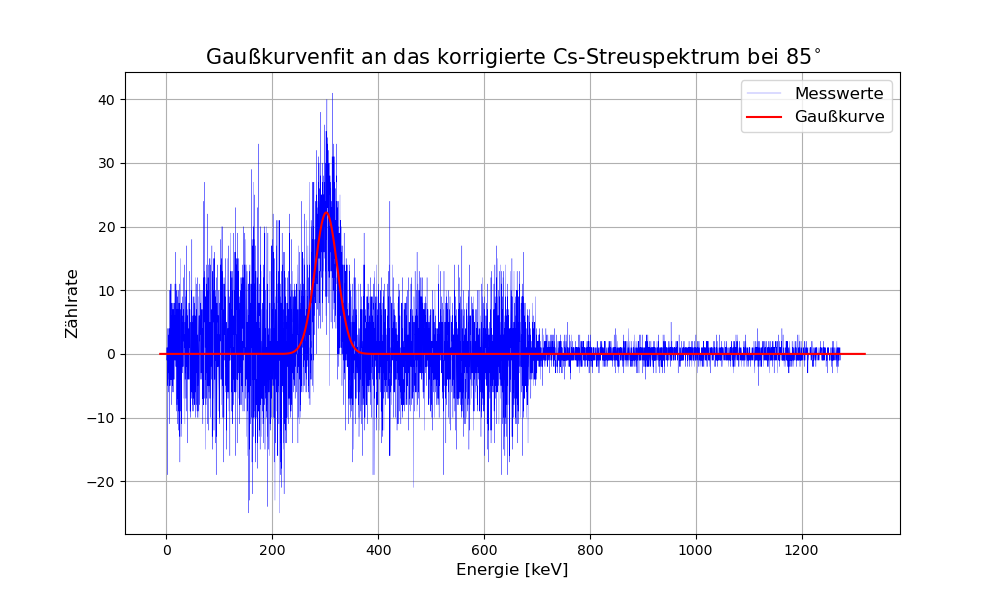 Gaußkurvenfit an das korrigierte Cs-Streuspektrum bei 85°
Messwerte
Gaußkurve
Zählrate
40
30
20
10
0
−10
−20
0
200
400
600
800
1000
1200
Energie [keV]